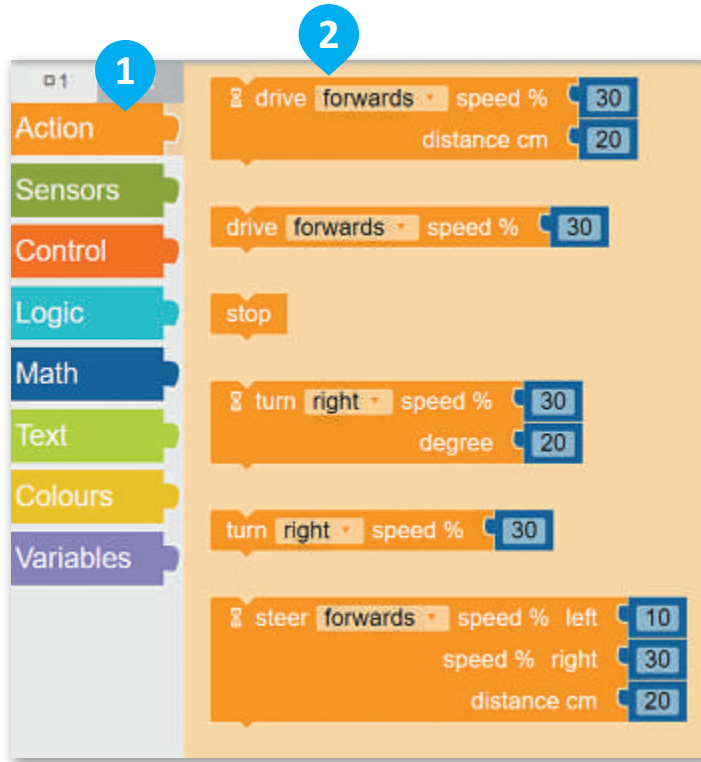 1
2
1
Action
Sensors
Control
Logic
Math
Text
Colours
Variables
drive forwards speed % 30
distance cm 20
drive forwards speed % 30
stop
turn right speed % 30
degree 20
turn right speed % 30
steer forwards speed % left 10
speed % right 30
distance cm 20